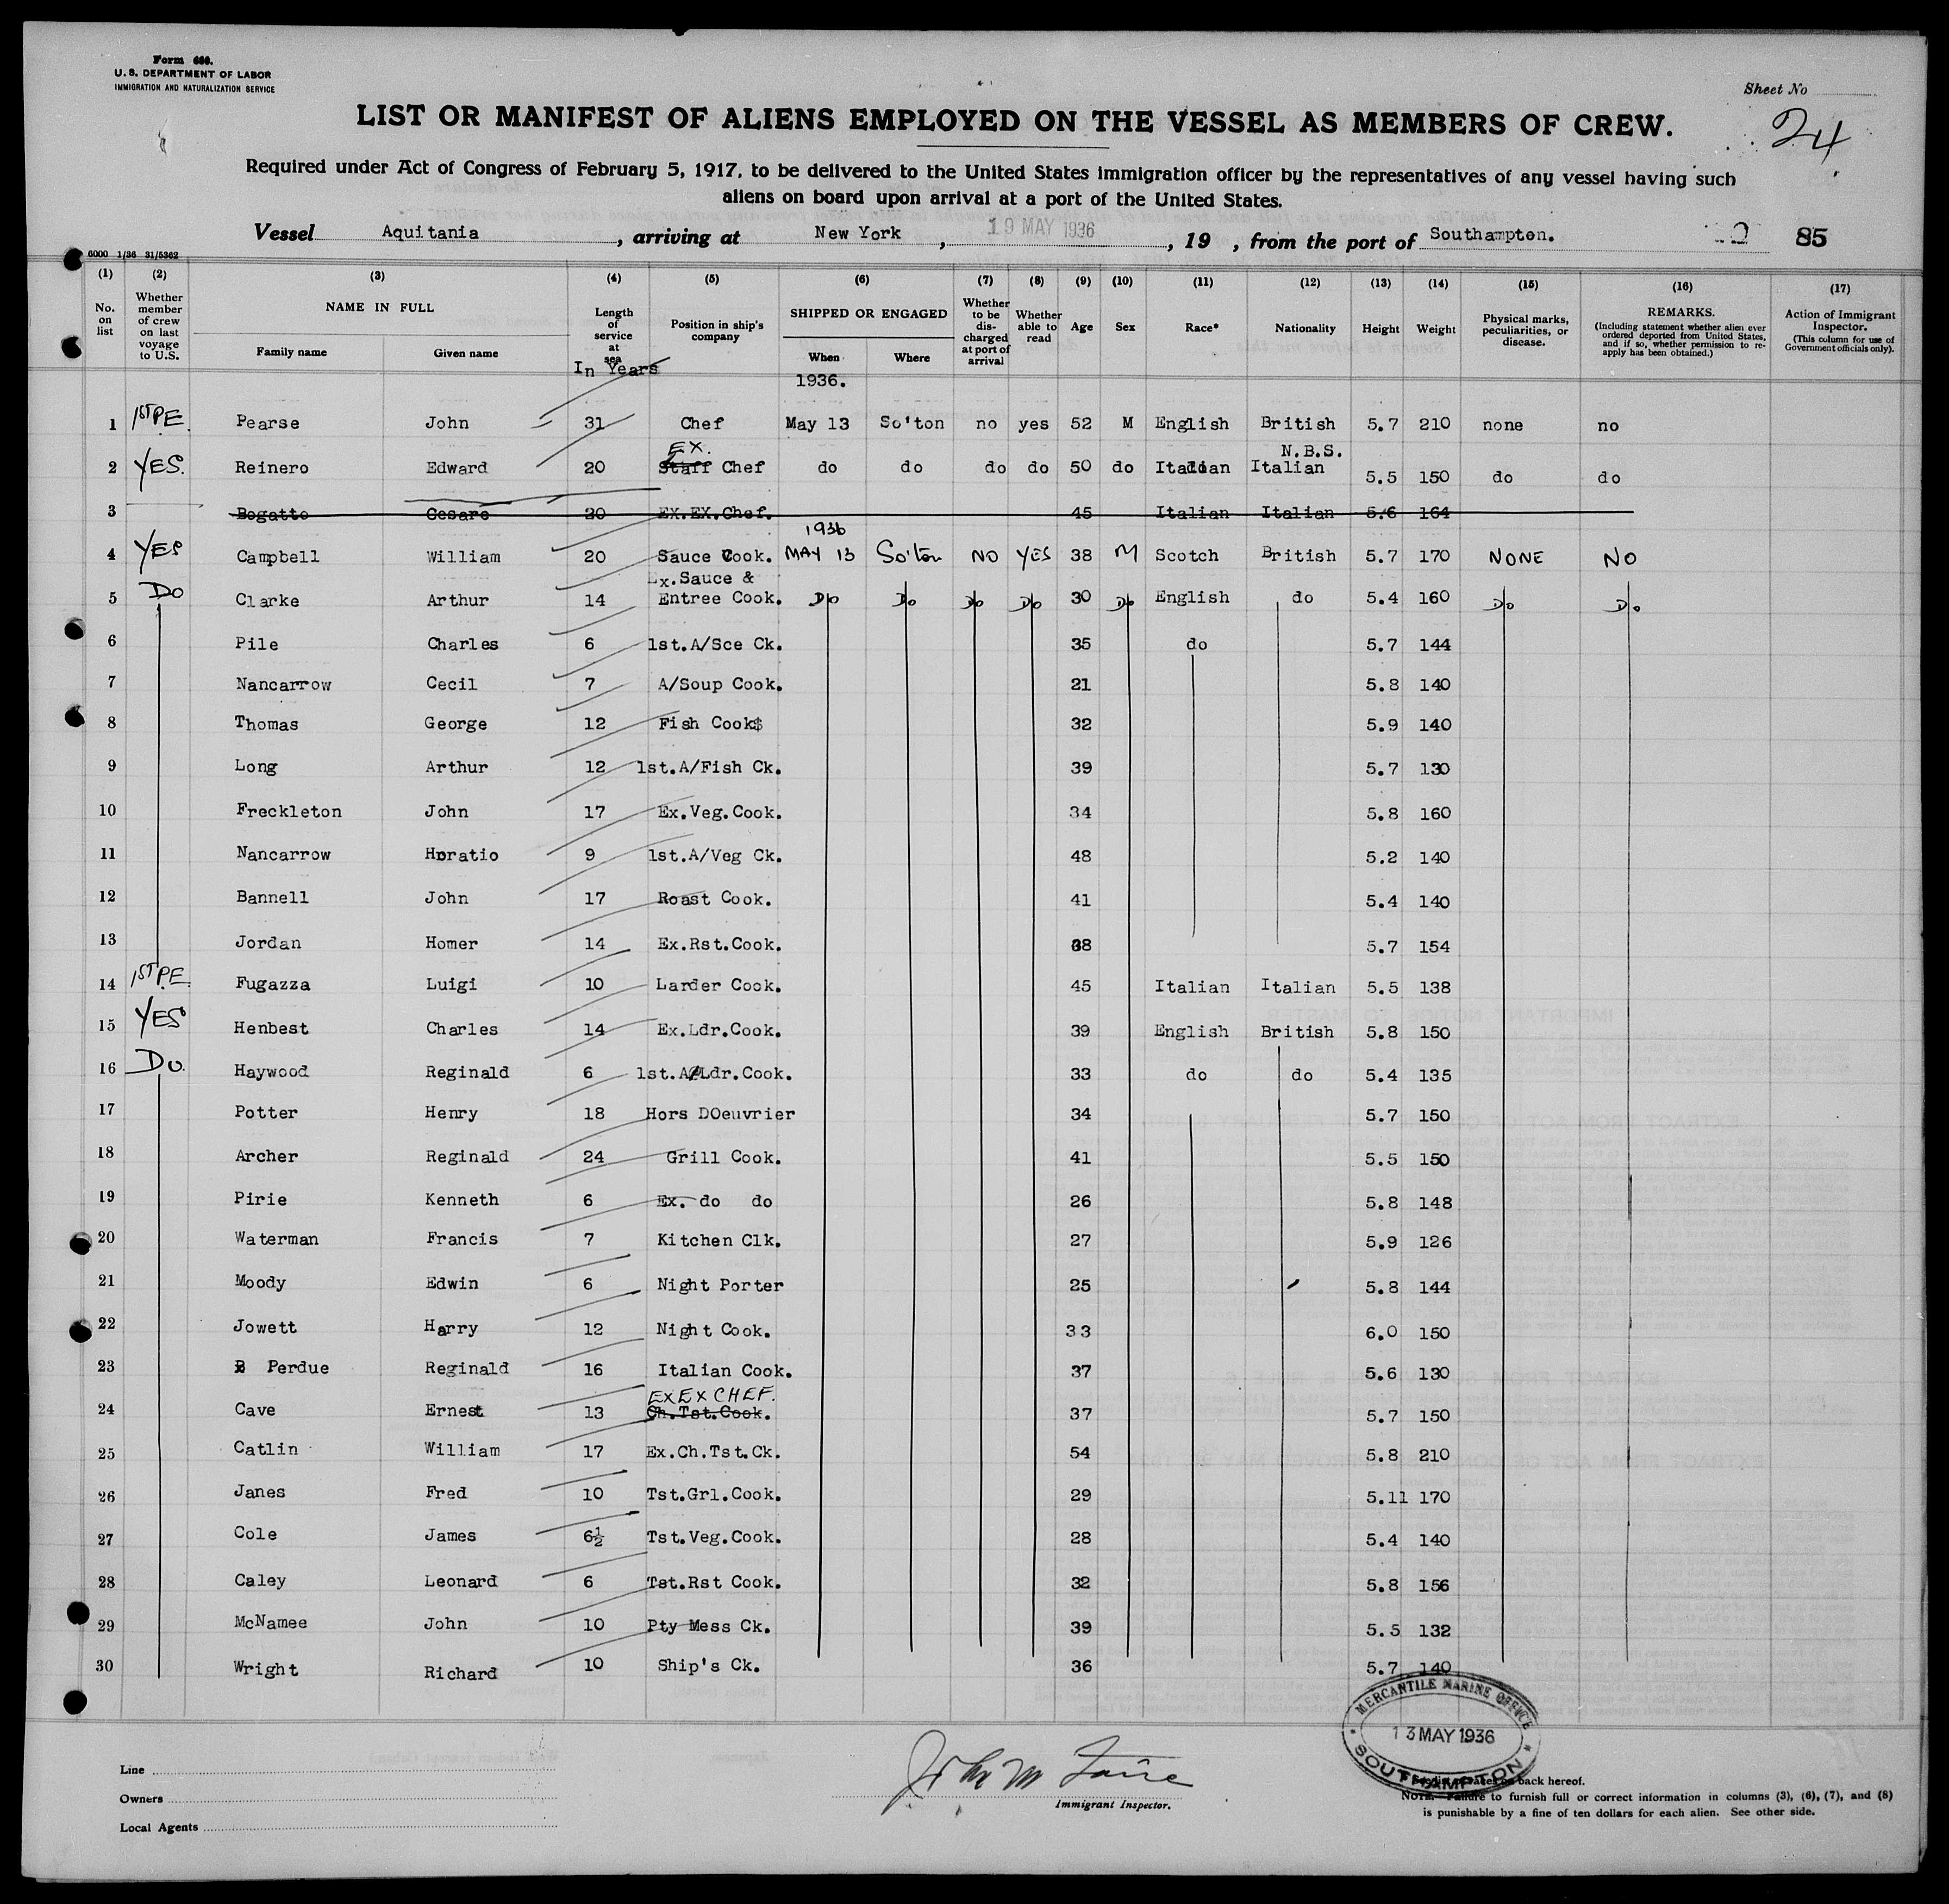 Form 680.
U. S. DEPARTMENT OF LABOR
IMMIGRATION AND NATURALIZATION SERVICE
Sheet No
24
LIST OR MANIFEST OF ALIENS EMPLOYED ON THE VESSEL AS MEMBERS OF CREW.
Required under Act of Congress of February 5, 1917, to be delivered to the United States immigration officer by the representatives of any vessel having such
aliens on board upon arrival at a port of the United States.
Vessel Aquitania, arriving at New York, 19 MAY 1936, 19 , from the port of Southampton. 85
6000 1/36 31/5362
(1) (2) (3) (4) (5) (6) (7) (8) (9) (10) (11) (12) (13) (14) (15) (16) (17)
No. on list
Whether member of crew on last voyage to U.S.
NAME IN FULL
Family name Given name
Length of service at sea
In Years
Position in ship's company
SHIPPED OR ENGAGED
When Where
1936.
Whether to be discharged at port of arrival
Whether able to read
Age Sex Race* Nationality Height Weight
Physical marks, peculiarities, or disease.
REMARKS.
(Including statement whether alien ever ordered deported from United States, and if so, whether permission to reapply has been obtained.)
Action of Immigrant Inspector.
(This column for use of Government officials only).
1 1ST PE. Pearse John 31 Chef May 13 So'ton no yes 52 M English British 5.7 210 none no
EX. N.B.S.
2 YES. Reinero Edward 20 Staff Chef do do do do 50 do Italian Italian 5.5 150 do do
3 Bogatto Cesare 20 EX.EX.Chef. 45 Italian Italian 5.6 164
1936
4 YES Campbell William 20 Sauce Cook. MAY 13 So'ton NO YES 38 M Scotch British 5.7 170 NONE NO
Ex.Sauce &
5 Do Clarke Arthur 14 Entree Cook. Do Do Do Do 30 Do English do 5.4 160 Do Do
6 Pile Charles 6 1st.A/Sce Ck. 35 do 5.7 144
7 Nancarrow Cecil 7 A/Soup Cook. 21 5.8 140
8 Thomas George 12 Fish Cook 32 5.9 140
9 Long Arthur 12 1st.A/Fish Ck. 39 5.7 130
10 Freckleton John 17 Ex.Veg.Cook. 34 5.8 160
11 Nancarrow Horatio 9 1st.A/Veg Ck. 48 5.2 140
12 Bannell John 17 Roast Cook. 41 5.4 140
13 Jordan Homer 14 Ex.Rst.Cook. 38 5.7 154
14 1ST P.E. Fugazza Luigi 10 Larder Cook. 45 Italian Italian 5.5 138
15 YES Henbest Charles 14 Ex.Ldr.Cook. 39 English British 5.8 150
16 Do. Haywood Reginald 6 1st.A/Ldr.Cook. 33 do do 5.4 135
17 Potter Henry 18 Hors DOeuvrier 34 5.7 150
18 Archer Reginald 24 Grill Cook. 41 5.5 150
19 Pirie Kenneth 6 Ex. do do 26 5.8 148
20 Waterman Francis 7 Kitchen Clk. 27 5.9 126
21 Moody Edwin 6 Night Porter 25 5.8 144
22 Jowett Harry 12 Night Cook. 33 6.0 150
23 Perdue Reginald 16 Italian Cook. 37 5.6 130
EX EX CHEF.
24 Cave Ernest 13 Ch.Tst.Cook. 37 5.7 150
25 Catlin William 17 Ex.Ch.Tst.Ck. 54 5.8 210
26 Janes Fred 10 Tst.Grl.Cook. 29 5.11 170
27 Cole James 6½ Tst.Veg.Cook. 28 5.4 140
28 Caley Leonard 6 Tst.Rst Cook. 32 5.8 156
29 McNamee John 10 Pty Mess Ck. 39 5.5 132
30 Wright Richard 10 Ship's Ck. 36 5.7 140
MERCANTILE MARINE OFFICE
13 MAY 1936
SOUTHAMPTON
Line
Owners
Local Agents
Immigrant Inspector.
back hereof.
NOTE. Failure to furnish full or correct information in columns (3), (6), (7), and (8)
is punishable by a fine of ten dollars for each alien. See other side.